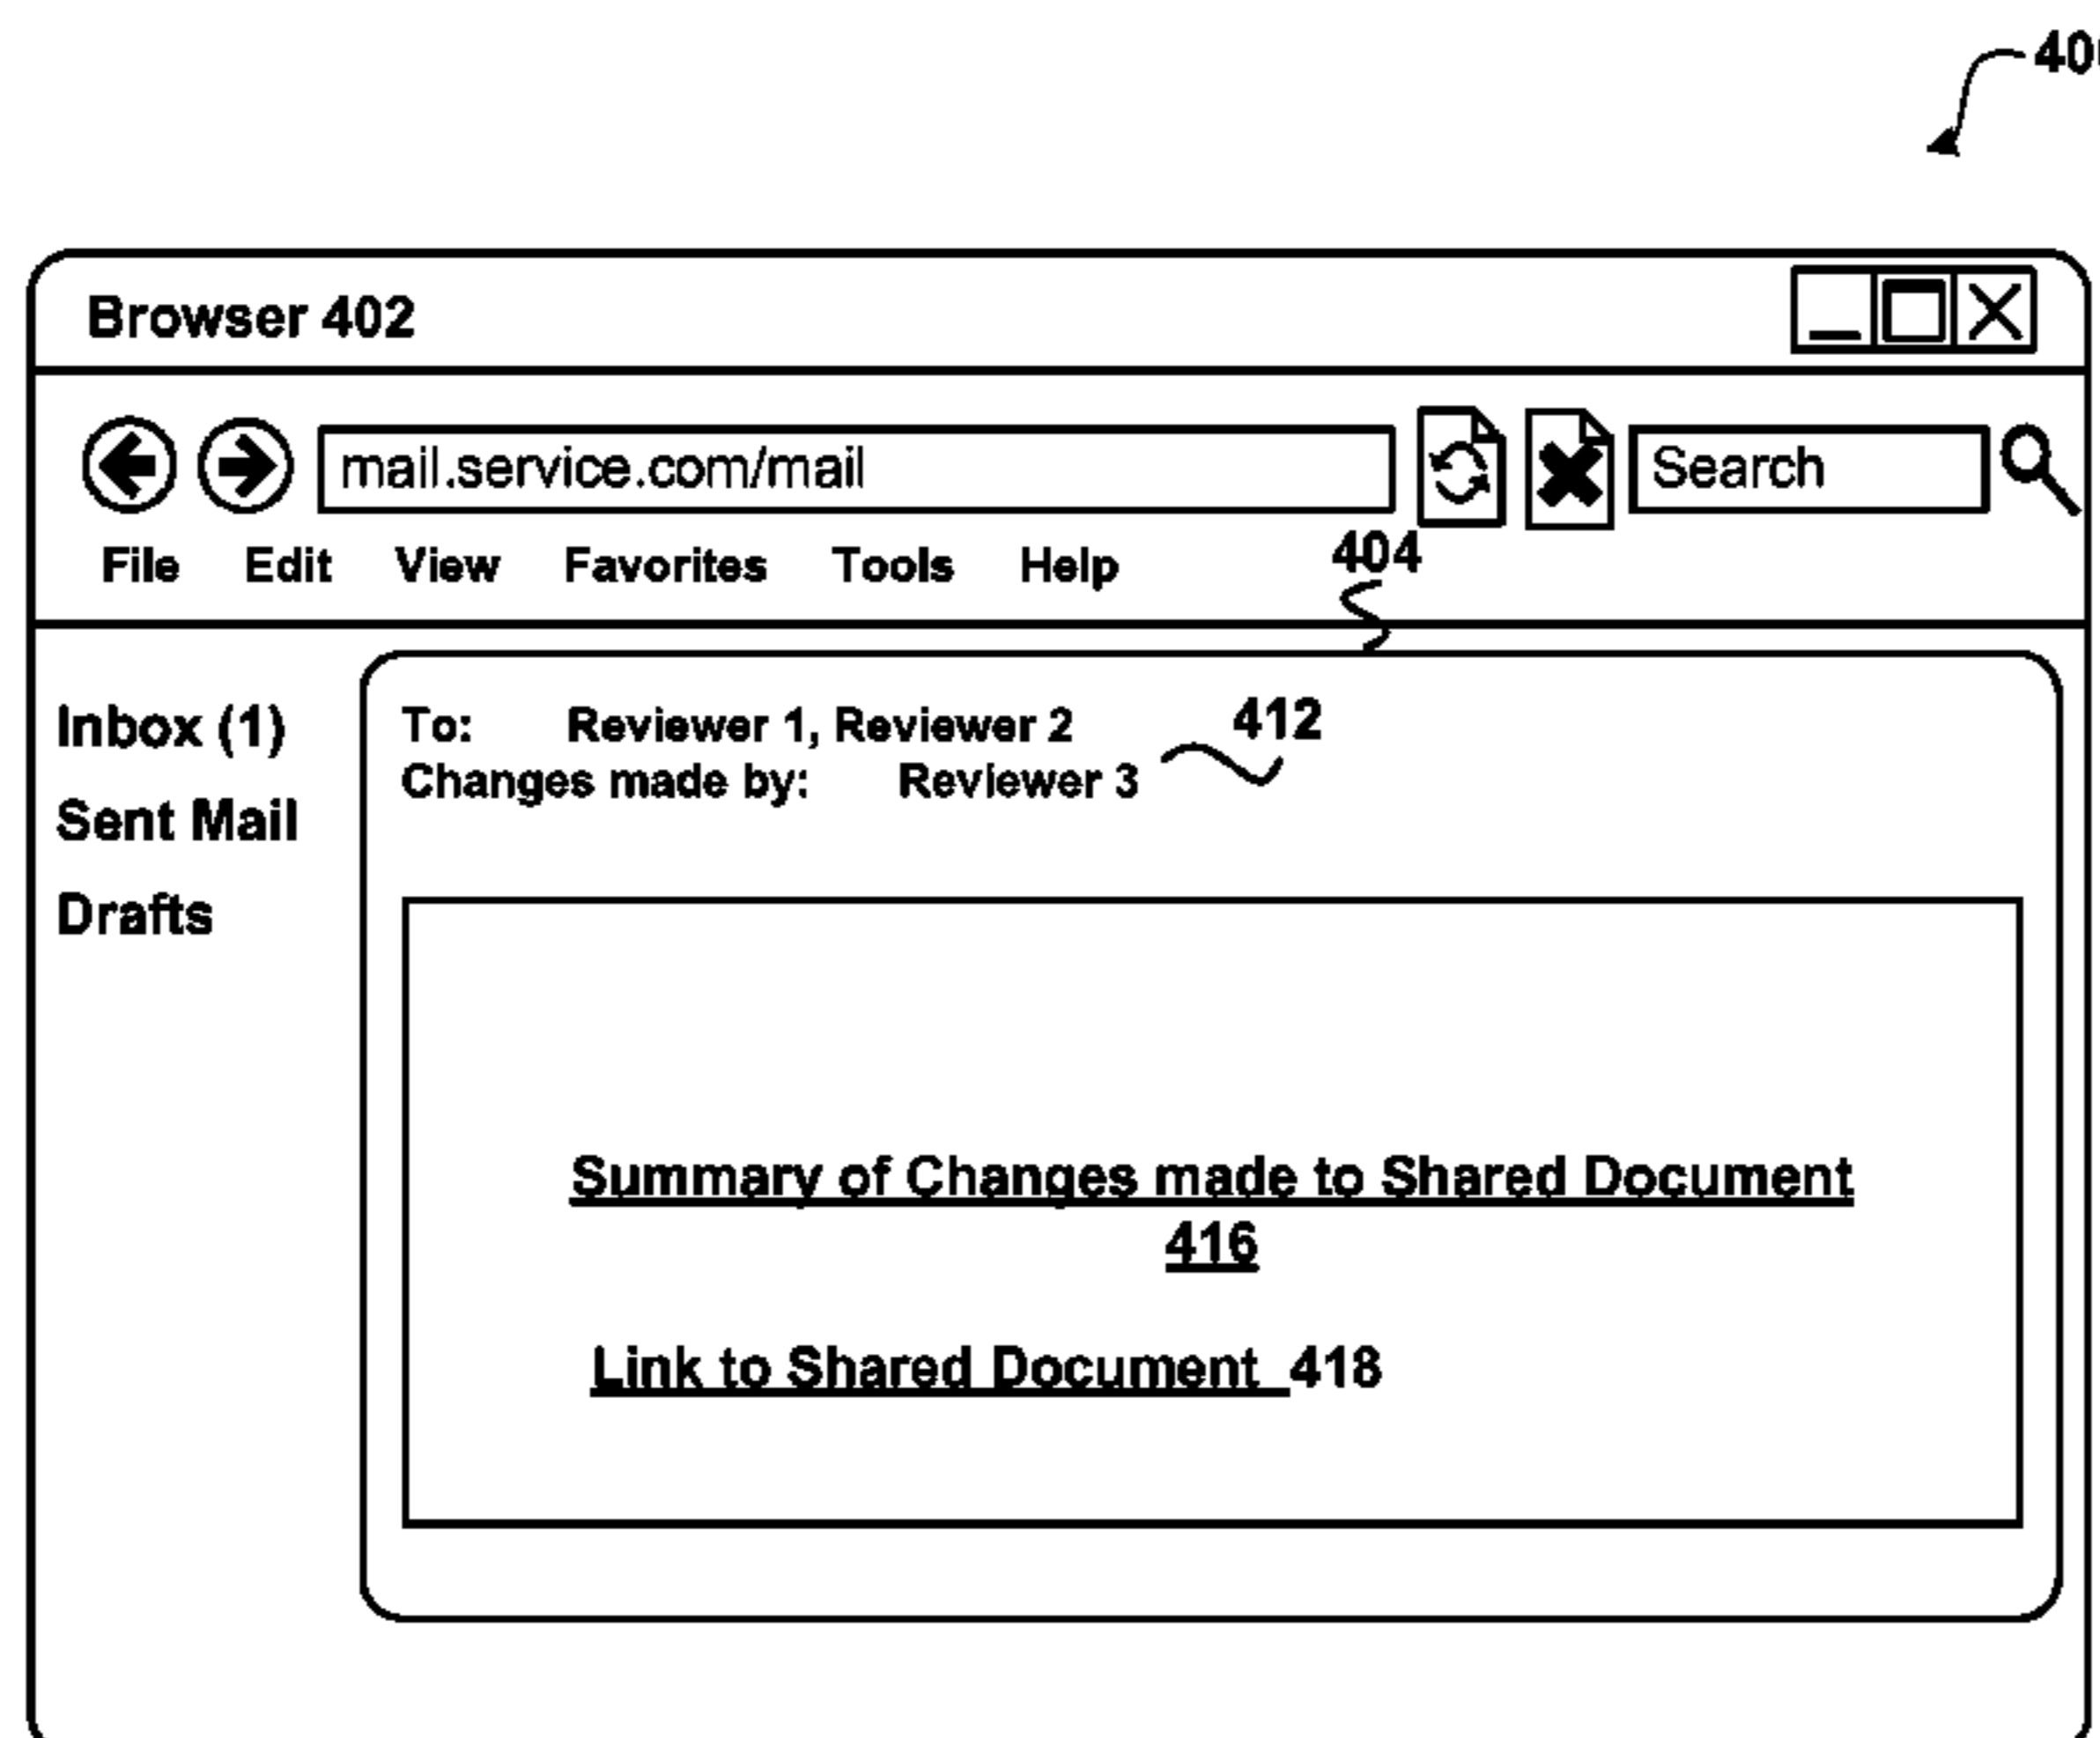 Browser 402
mail.service.com/mail
Search
File Edit View Favorites Tools Help
404
Inbox (1)
Sent Mail
Drafts
To: Reviewer 1, Reviewer 2
412
Changes made by: Reviewer 3
Summary of Changes made to Shared Document
416
Link to Shared Document 418